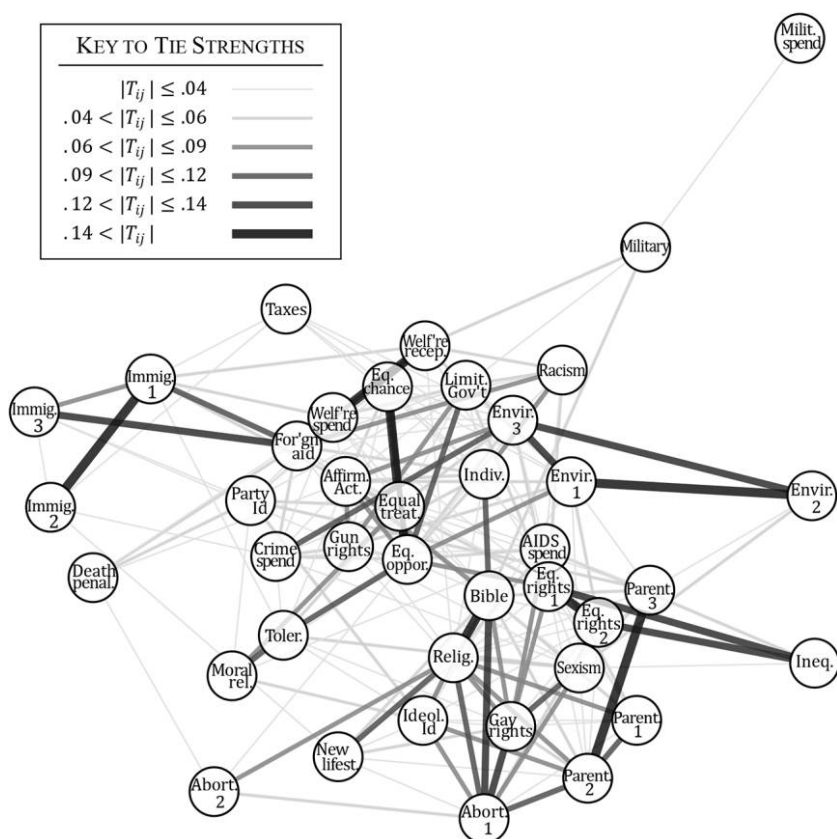 KEY TO TIE STRENGTHS
|Tij| ≤ .04
.04 < |Tij| ≤ .06
.06 < |Tij| ≤ .09
.09 < |Tij| ≤ .12
.12 < |Tij| ≤ .14
.14 < |Tij|
Milit.
spend
Military
Taxes
Welf're
recep.
Immig.
1
Eq.
chance
Limit.
Gov't
Racism
Immig.
3
Welf're
spend
Envir.
3
For'gn
aid
Affirm.
Act.
Indiv.
Envir.
1
Envir.
2
Immig.
2
Party
Id
Equal
treat.
Crime
spend
Gun
rights
Eq.
oppor.
AIDS
spend
Death
penal.
Eq.
rights
1
Parent.
3
Bible
Eq.
rights
2
Toler.
Relig.
Sexism
Ineq.
Moral
rel.
Ideol.
Id
Gay
rights
Parent.
1
New
lifest.
Abort.
2
Parent.
2
Abort.
1